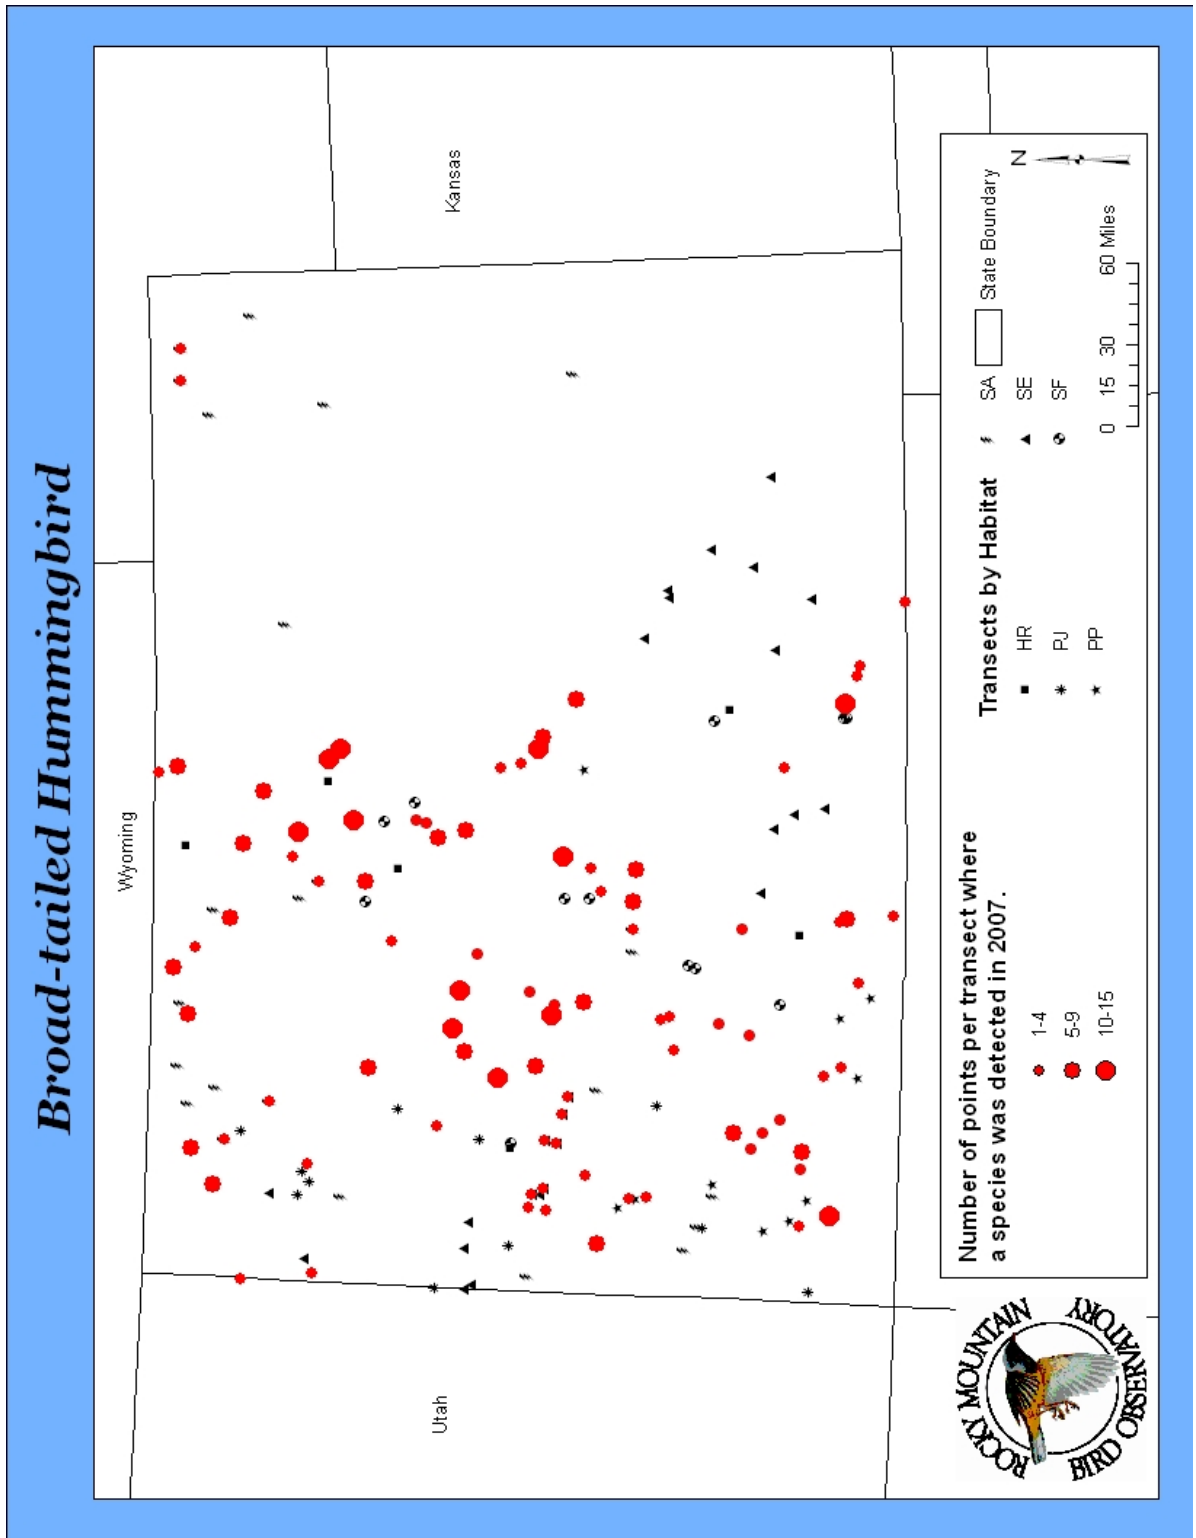 Broad-tailed Hummingbird
Wyoming
Utah
Kansas
Number of points per transect where
a species was detected in 2007.
1-4
5-9
10-15
Transects by Habitat
HR
PJ
PP
SA
SE
SF
State Boundary
N
0 15 30 60 Miles
ROCKY MOUNTAIN
BIRD OBSERVATORY